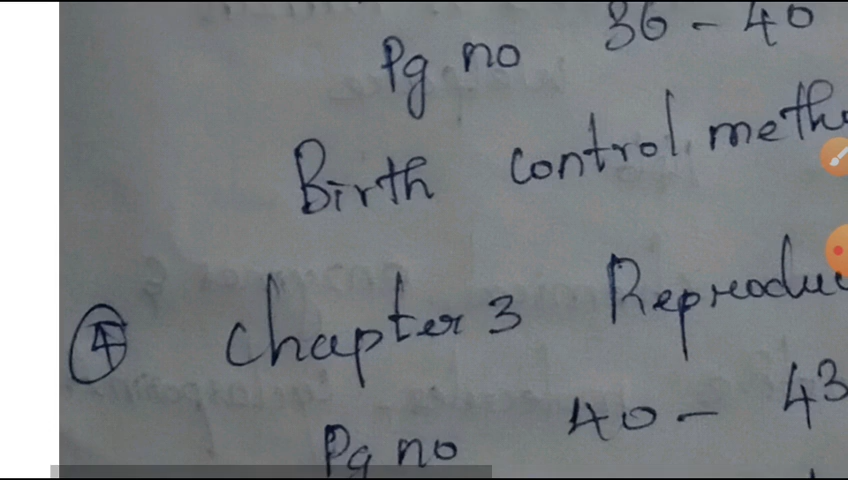 Pg no 36 - 40
Birth control
④ Chapter 3
Pg no 40 - 43